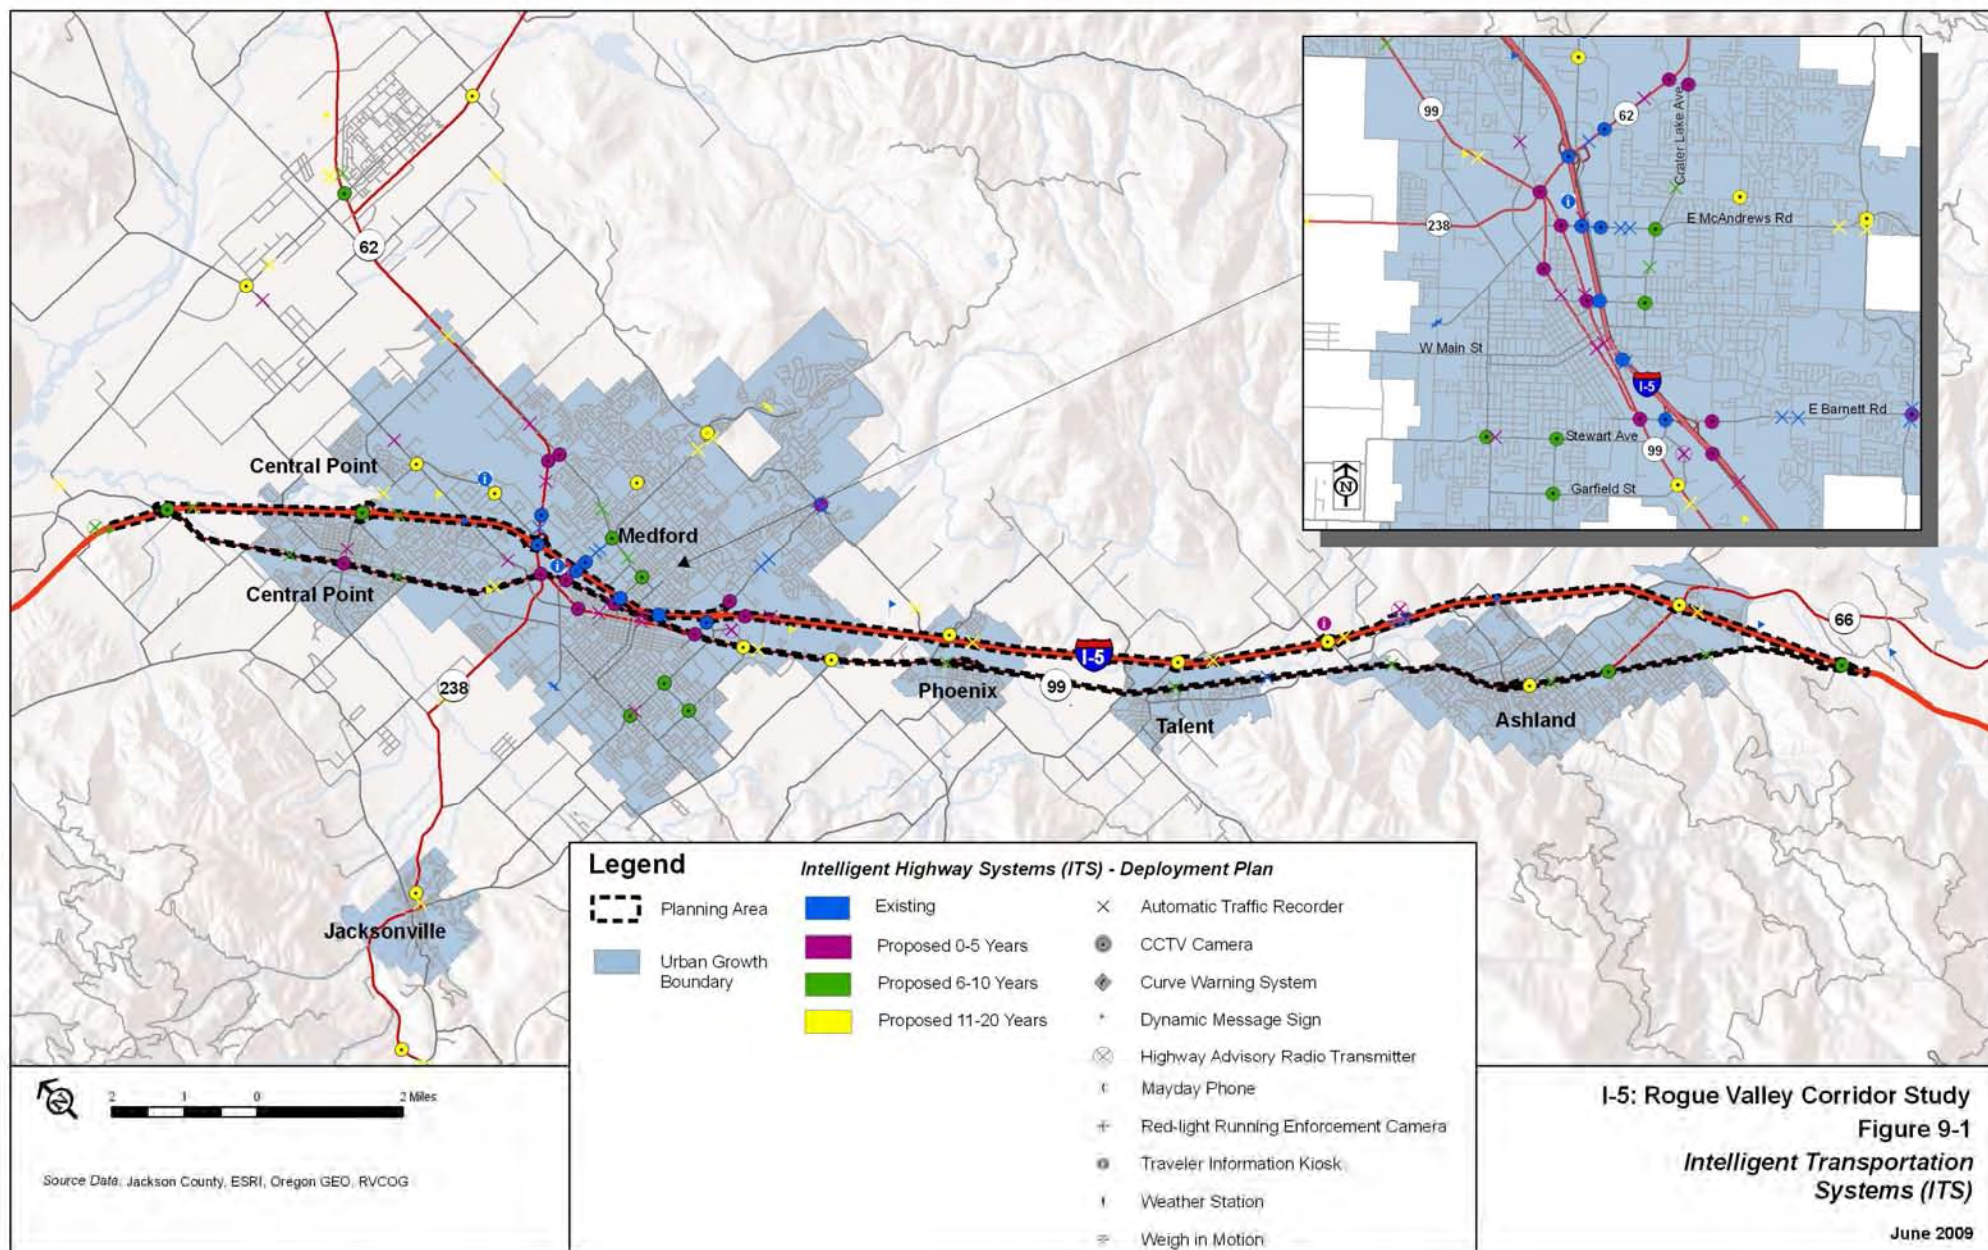 99
62
Crater Lake Ave
E McAndrews Rd
238
W Main St
I-5
E Barnett Rd
Stewart Ave
99
Garfield St
N
62
Central Point
Medford
Central Point
238
Phoenix
I-5
99
Talent
Ashland
66
Jacksonville
Legend
Planning Area
Urban Growth
Boundary
Intelligent Highway Systems (ITS) - Deployment Plan
Existing
Proposed 0-5 Years
Proposed 6-10 Years
Proposed 11-20 Years
Automatic Traffic Recorder
CCTV Camera
Curve Warning System
Dynamic Message Sign
Highway Advisory Radio Transmitter
Mayday Phone
Red-light Running Enforcement Camera
Traveler Information Kiosk
Weather Station
Weigh in Motion
N
2 1 0 2 Miles
Source Data: Jackson County, ESRI, Oregon GEO, RVCOG
I-5: Rogue Valley Corridor Study
Figure 9-1
Intelligent Transportation
Systems (ITS)
June 2009